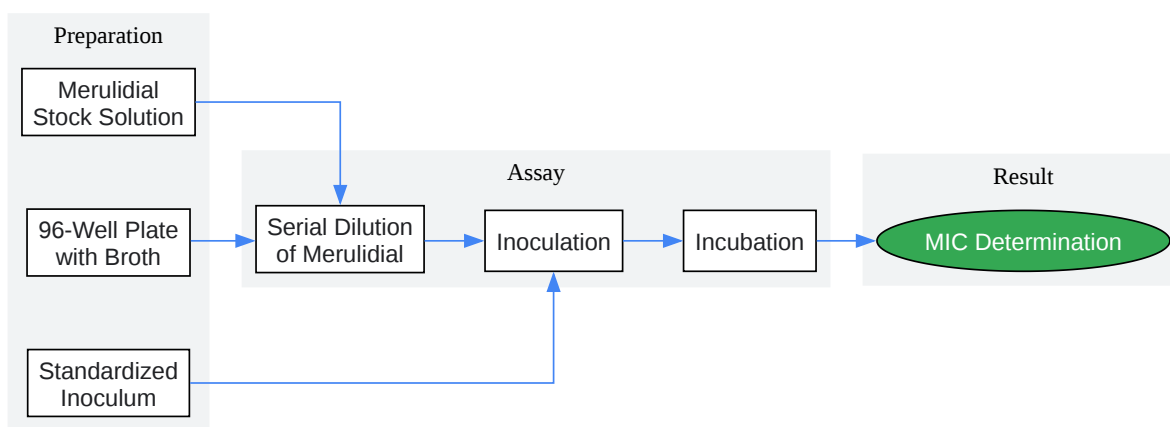 Preparation
Merulidial
Stock Solution
96-Well Plate
with Broth
Standardized
Inoculum
Assay
Serial Dilution
of Merulidial
Inoculation
Incubation
Result
MIC Determination